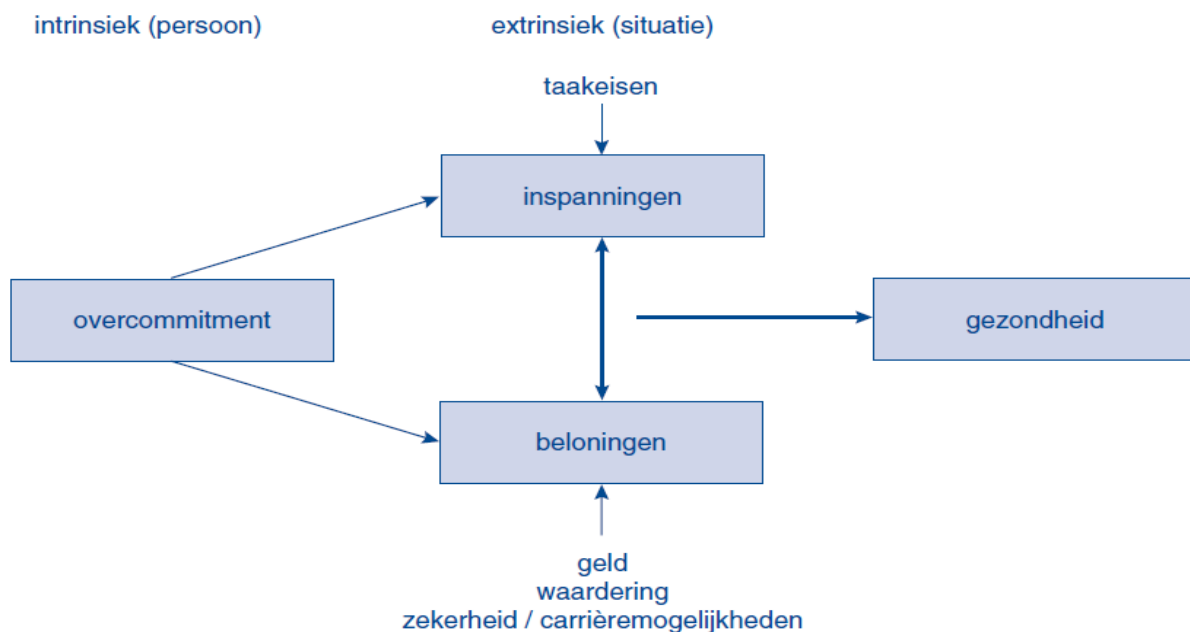 intrinsiek (persoon)
extrinsiek (situatie)
taakeisen
inspanningen
overcommitment
gezondheid
beloningen
geld
waardering
zekerheid / carrièremogelijkheden